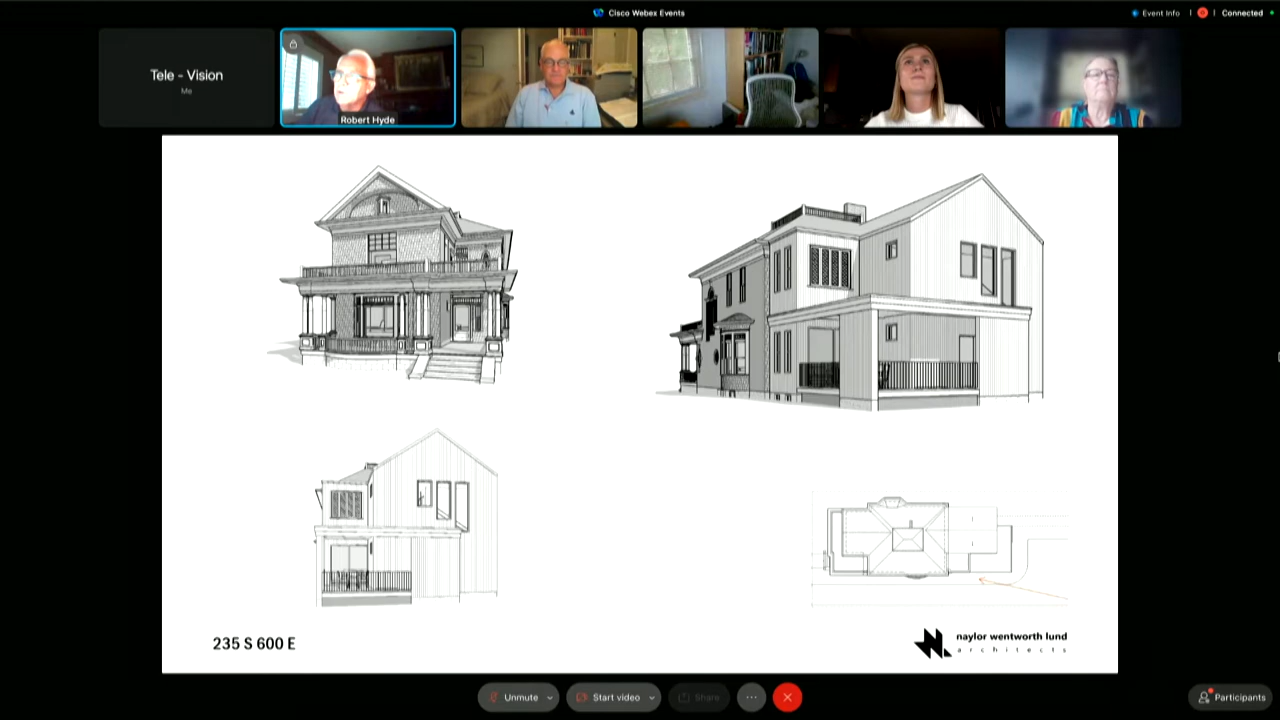 Cisco Webex Events
Event Info
Connected
Tele - Vision
Me
Robert Hyde
235 S 600 E
naylor wentworth lund
architects
Unmute
Start video
Share
Participants